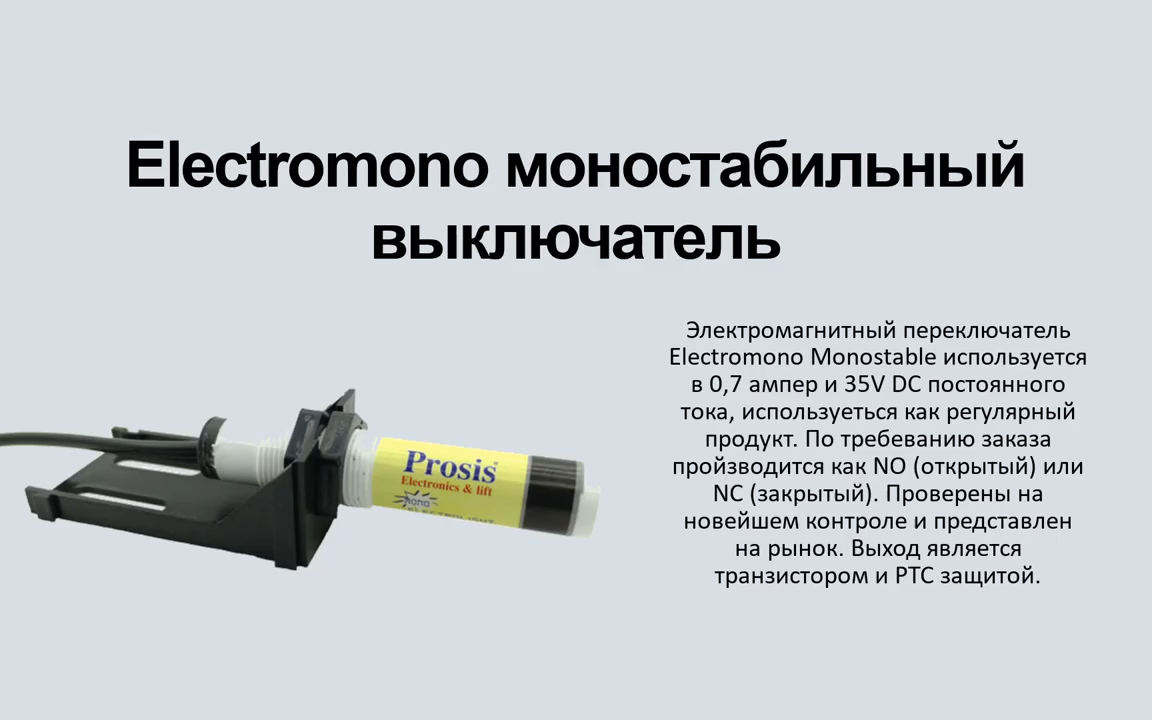 Electromono моностабильный
выключатель
Электромагнитный переключатель
Electromono Monostable используется
в 0,7 ампер и 35V DC постоянного
тока, используеться как регулярный
продукт. По требеванию заказа
пройзводится как NO (открытый) или
NC (закрытый). Проверены на
новейшем контроле и представлен
на рынок. Выход является
транзистором и PTC защитой.
Prosis
Electronics & lift